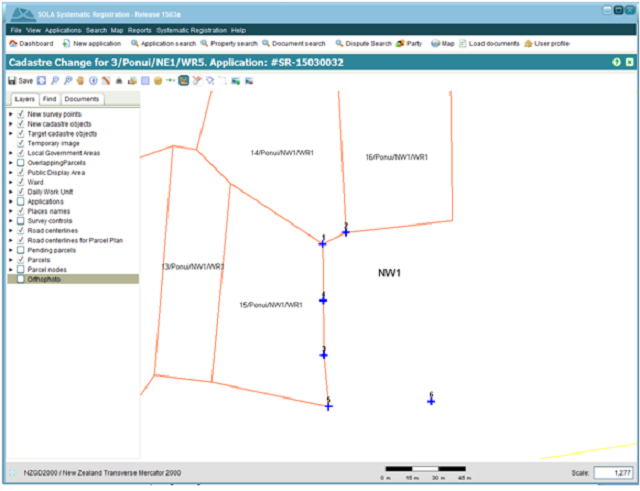 SOLA Systematic Registration - Release 1503a
File View Applications Search Map Reports Systematic Registration Help
Dashboard New application Application search Property search Document search Dispute Search Party Map Load documents User profile
Cadastre Change for 3/Ponui/NE1/WR5. Application: #SR-15030032
Save
Layers Find Documents
New survey points
New cadastre objects
Target cadastre objects
Temporary image
Local Government Areas
OverlappingParcels
Public Display Area
Ward
Daily Work Unit
Applications
Places names
Survey controls
Road centerlines
Road centerlines for Parcel Plan
Pending parcels
Parcels
Parcel nodes
Orthophoto
14/Ponui/NW1/WR1
16/Ponui/NW1/WR1
2
1
13/Ponui/NW1/WR1
NW1
4
15/Ponui/NW1/WR1
3
5
6
NZGD2000 / New Zealand Transverse Mercator 2000
0 m 15 m 30 m 45 m
Scale: 1,277